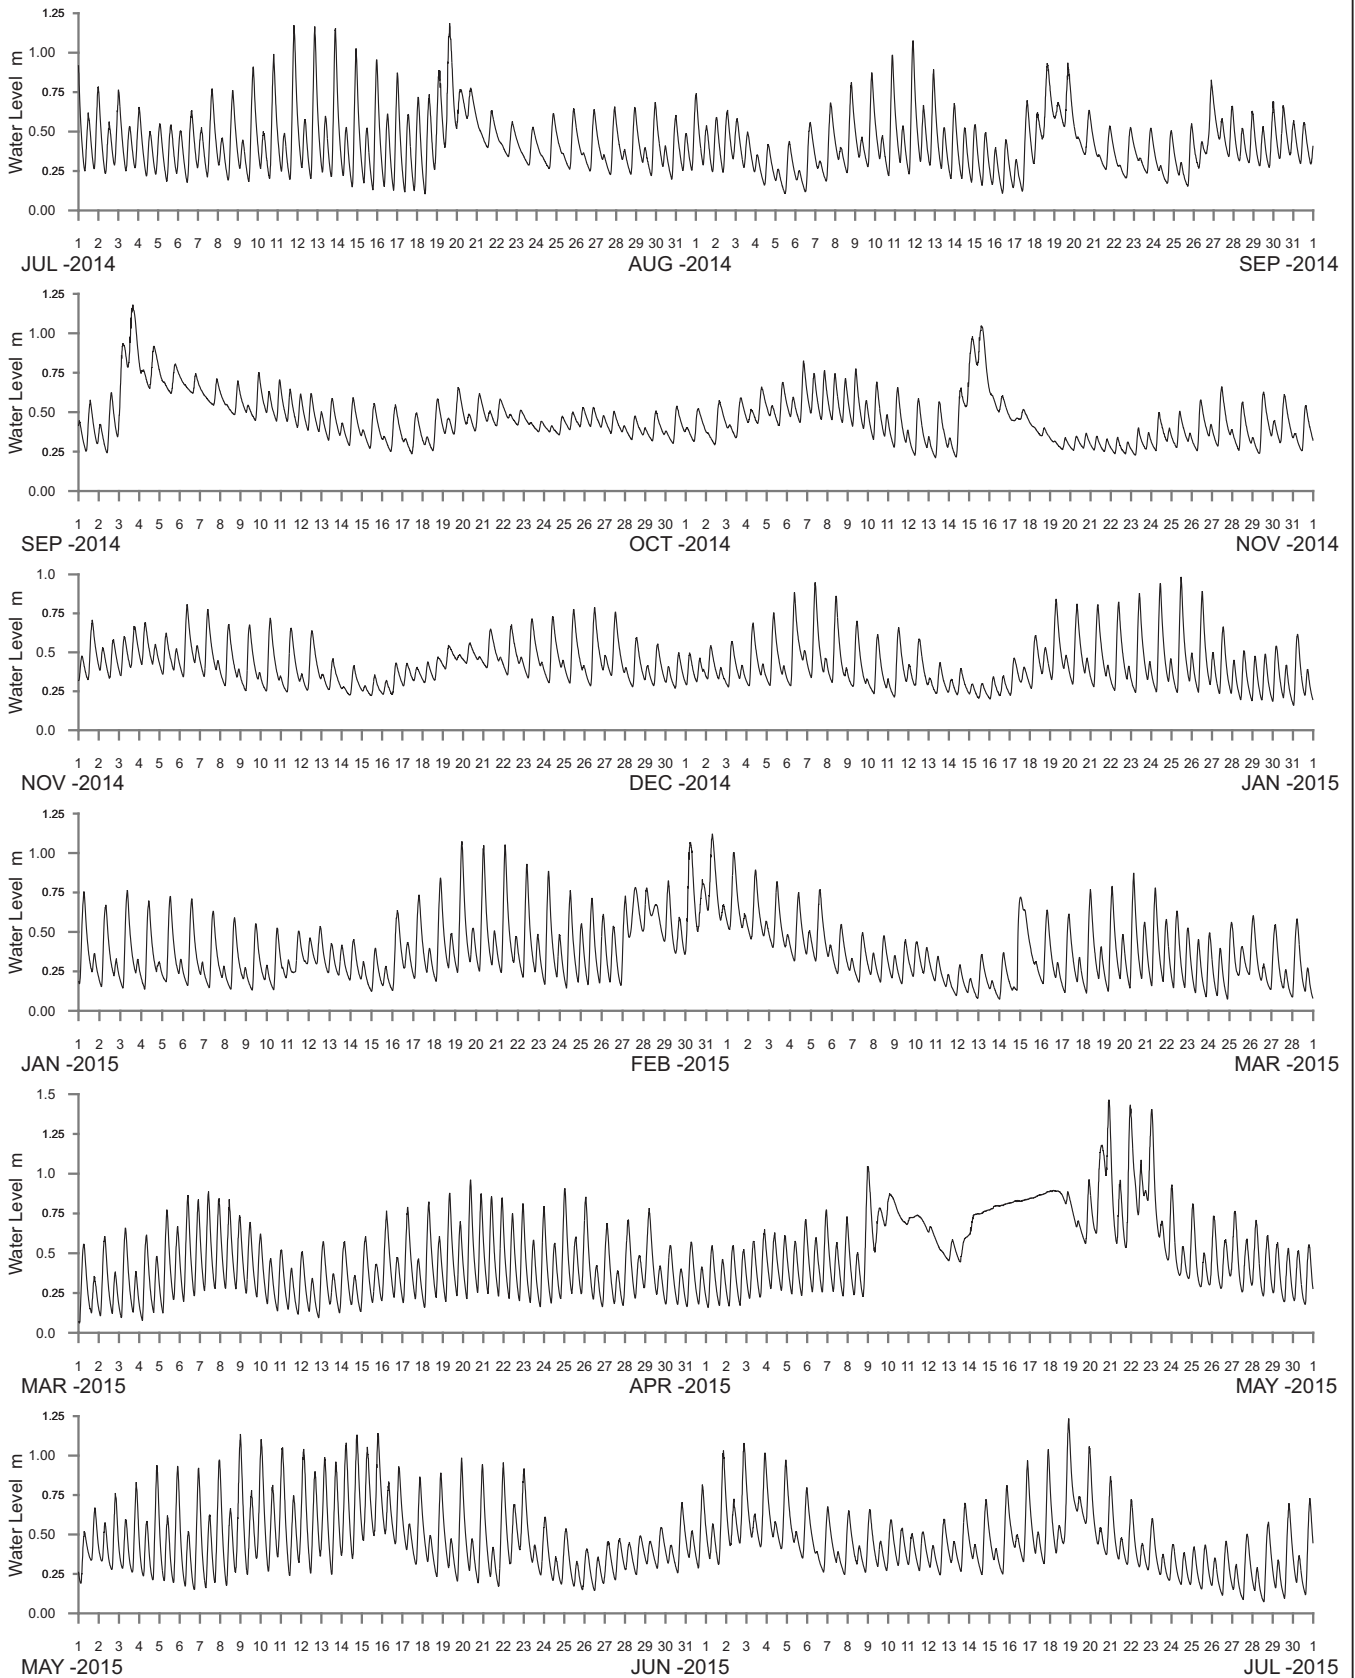 1.25
1.00
0.75
0.50
0.25
0.00
Water Level m
1 2 3 4 5 6 7 8 9 10 11 12 13 14 15 16 17 18 19 20 21 22 23 24 25 26 27 28 29 30 31 1 2 3 4 5 6 7 8 9 10 11 12 13 14 15 16 17 18 19 20 21 22 23 24 25 26 27 28 29 30 31 1
JUL -2014 AUG -2014 SEP -2014
1.25
1.00
0.75
0.50
0.25
0.00
Water Level m
1 2 3 4 5 6 7 8 9 10 11 12 13 14 15 16 17 18 19 20 21 22 23 24 25 26 27 28 29 30 1 2 3 4 5 6 7 8 9 10 11 12 13 14 15 16 17 18 19 20 21 22 23 24 25 26 27 28 29 30 31 1
SEP -2014 OCT -2014 NOV -2014
1.0
0.75
0.5
0.25
0.0
Water Level m
1 2 3 4 5 6 7 8 9 10 11 12 13 14 15 16 17 18 19 20 21 22 23 24 25 26 27 28 29 30 1 2 3 4 5 6 7 8 9 10 11 12 13 14 15 16 17 18 19 20 21 22 23 24 25 26 27 28 29 30 31 1
NOV -2014 DEC -2014 JAN -2015
1.25
1.00
0.75
0.50
0.25
0.00
Water Level m
1 2 3 4 5 6 7 8 9 10 11 12 13 14 15 16 17 18 19 20 21 22 23 24 25 26 27 28 29 30 31 1 2 3 4 5 6 7 8 9 10 11 12 13 14 15 16 17 18 19 20 21 22 23 24 25 26 27 28 1
JAN -2015 FEB -2015 MAR -2015
1.5
1.0
0.75
0.5
0.25
0.0
Water Level m
1 2 3 4 5 6 7 8 9 10 11 12 13 14 15 16 17 18 19 20 21 22 23 24 25 26 27 28 29 30 31 1 2 3 4 5 6 7 8 9 10 11 12 13 14 15 16 17 18 19 20 21 22 23 24 25 26 27 28 29 30 1
MAR -2015 APR -2015 MAY -2015
1.25
1.00
0.75
0.50
0.25
0.00
Water Level m
1 2 3 4 5 6 7 8 9 10 11 12 13 14 15 16 17 18 19 20 21 22 23 24 25 26 27 28 29 30 31 1 2 3 4 5 6 7 8 9 10 11 12 13 14 15 16 17 18 19 20 21 22 23 24 25 26 27 28 29 30 1
MAY -2015 JUN -2015 JUL -2015